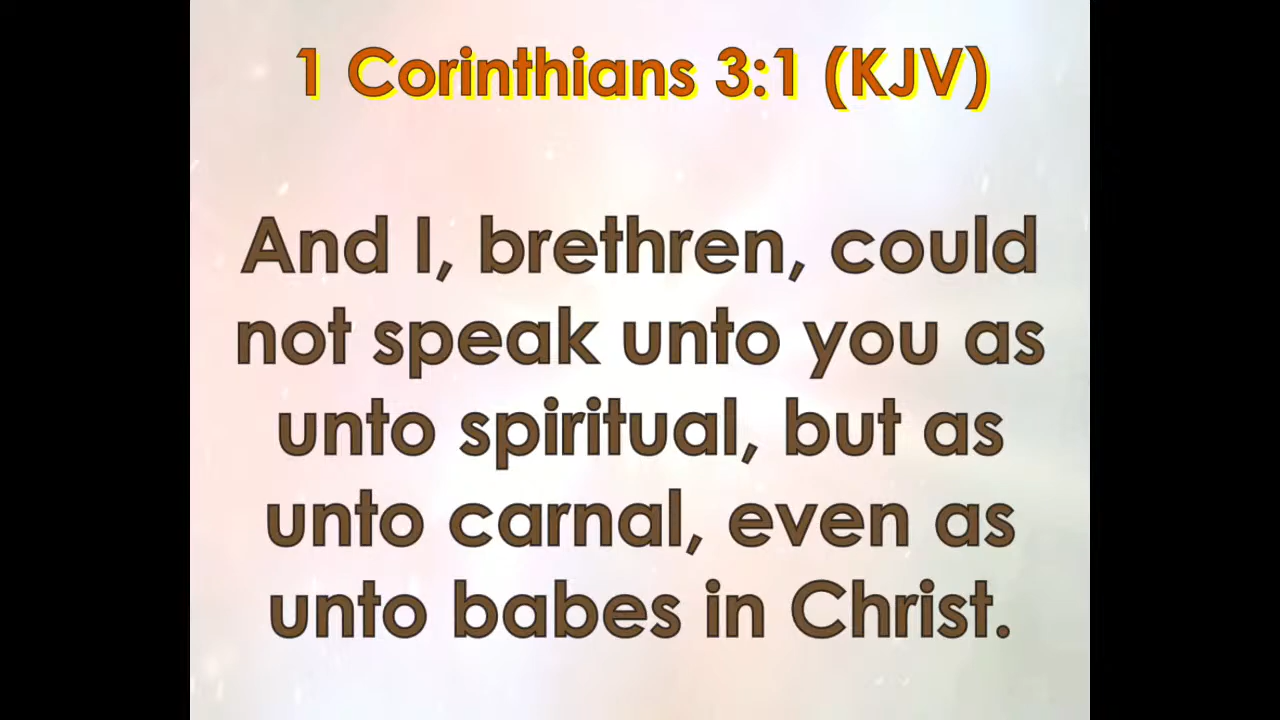 1 Corinthians 3:1 (KJV)
And I, brethren, could
not speak unto you as
unto spiritual, but as
unto carnal, even as
unto babes in Christ.